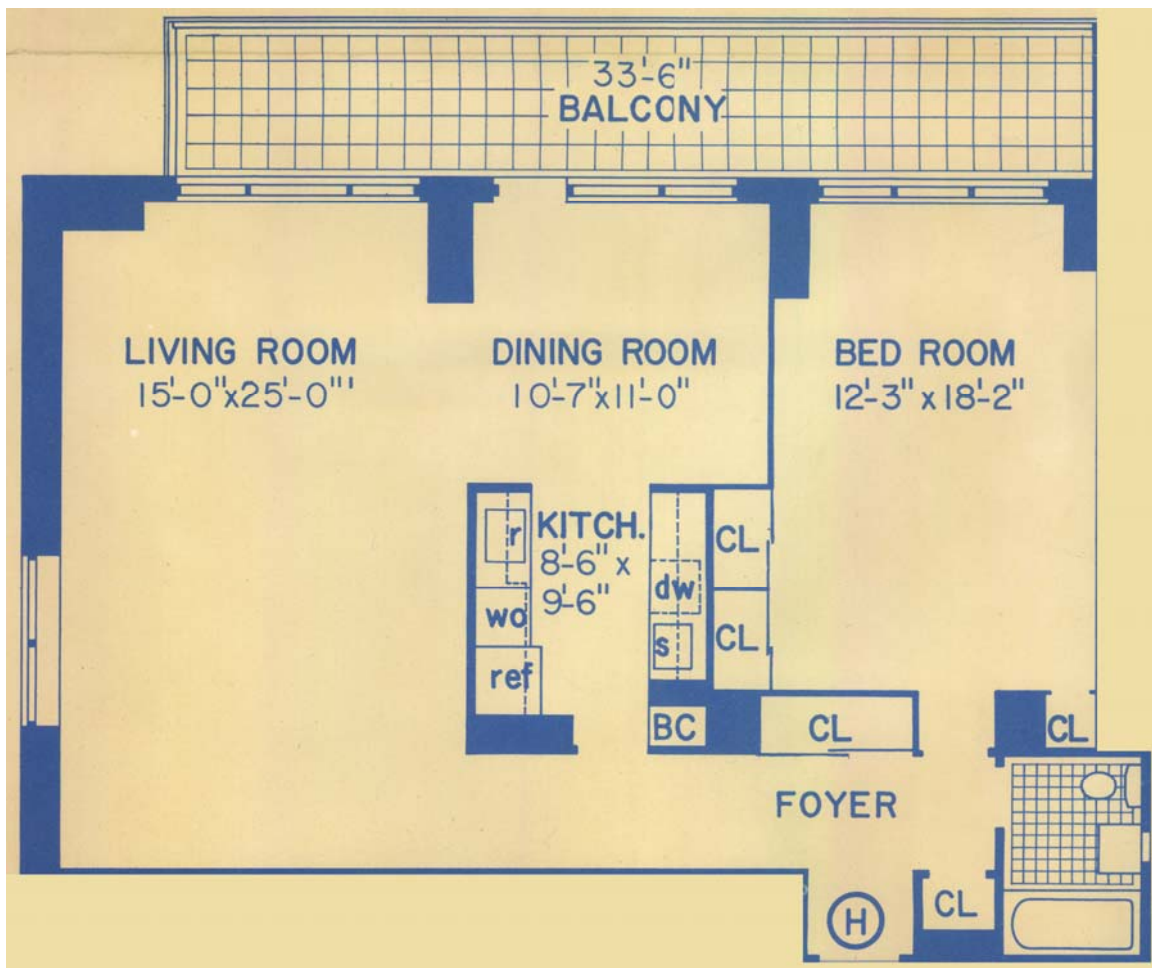 33'-6"
BALCONY
LIVING ROOM
15'-0"x25'-0"'
DINING ROOM
10'-7"x11'-0"
BED ROOM
12'-3" x 18'-2"
r
KITCH.
8'-6" x
9'-6"
wo
ref
dw
s
CL
CL
BC
CL
CL
FOYER
CL
H